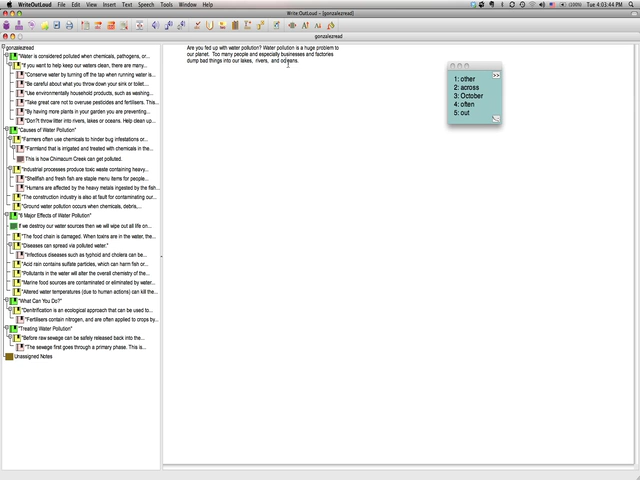 WriteOutLoud File Edit View Insert Text Speech Tools Window Help (100%) Tue 4:03:44 PM
Write:OutLoud - [gonzalezread]
gonzalezread
gonzalezread
"Water is considered polluted when chemicals, pathogens, or...
"If you want to help keep our waters clean, there are many...
"Conserve water by turning off the tap when running water is...
"Be careful about what you throw down your sink or toilet...
"Use environmentally household products, such as washing...
"Take great care not to overuse pesticides and fertilisers. This...
"By having more plants in your garden you are preventing...
"Don?t throw litter into rivers, lakes or oceans. Help clean up...
"Causes of Water Pollution"
"Farmers often use chemicals to hinder bug infestations or...
"Farmland that is irrigated and treated with chemicals in the...
This is how Chimacum Creek can get polluted.
"Industrial processes produce toxic waste containing heavy...
"Shellfish and fresh fish are staple menu items for people...
"Humans are affected by the heavy metals ingested by the fish...
"The construction industry is also at fault for contaminating our...
"Ground water pollution occurs when chemicals, debris,...
"8 Major Effects of Water Pollution"
If we destroy our water sources then we will wipe out all life on...
"The food chain is damaged. When toxins are in the water, the...
"Diseases can spread via polluted water."
"Infectious diseases such as typhoid and cholera can be...
"Acid rain contains sulfate particles, which can harm fish or...
"Pollutants in the water will alter the overall chemistry of the...
"Marine food sources are contaminated or eliminated by water...
"Altered water temperatures (due to human actions) can kill the...
"What Can You Do?"
"Denitrification is an ecological approach that can be used to...
"Fertilisers contain nitrogen, and are often applied to crops by...
"Treating Water Pollution"
"Before raw sewage can be safely released back into the...
"The sewage first goes through a primary phase. This is...
Unassigned Notes
Are you fed up with water pollution? Water pollution is a huge problem to
our planet. Too many people and especially businesses and factories
dump bad things into our lakes, rivers, and oceans.
>>
1: other
2: across
3: October
4: often
5: out